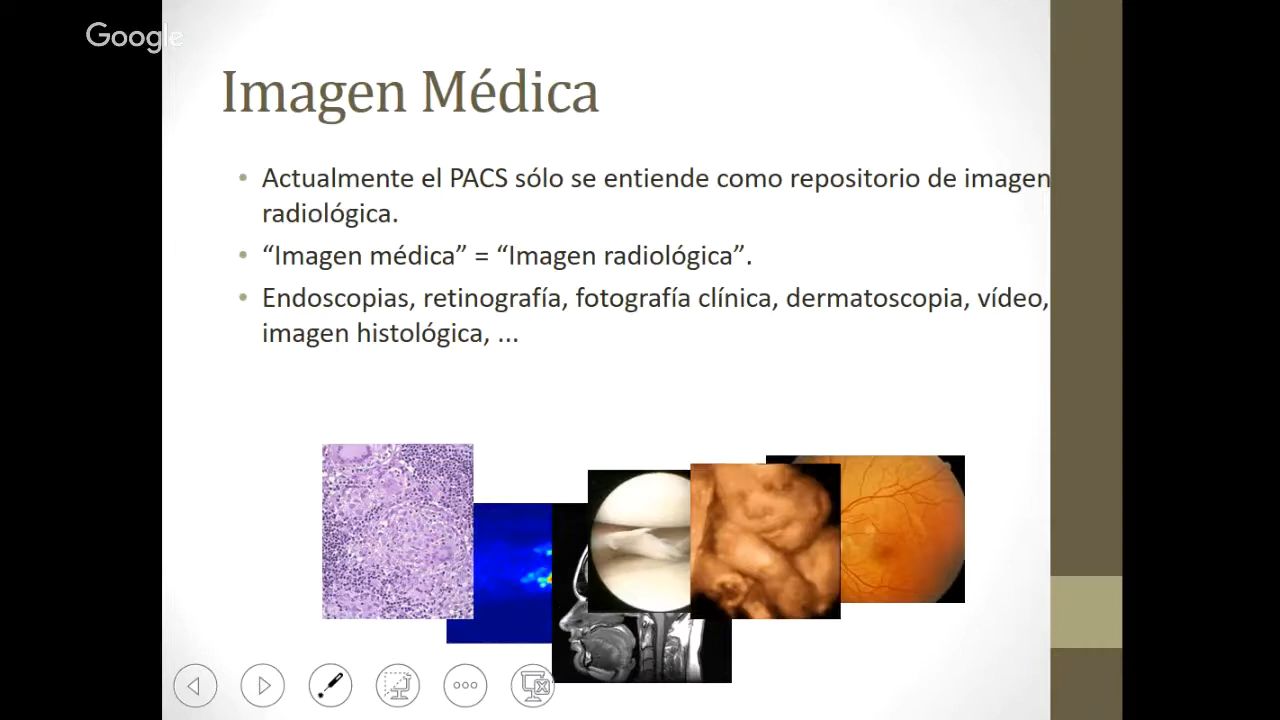 Google
Imagen Médica
• Actualmente el PACS sólo se entiende como repositorio de imagen
radiológica.
• “Imagen médica” = “Imagen radiológica”.
• Endoscopias, retinografía, fotografía clínica, dermatoscopia, vídeo,
imagen histológica, ...